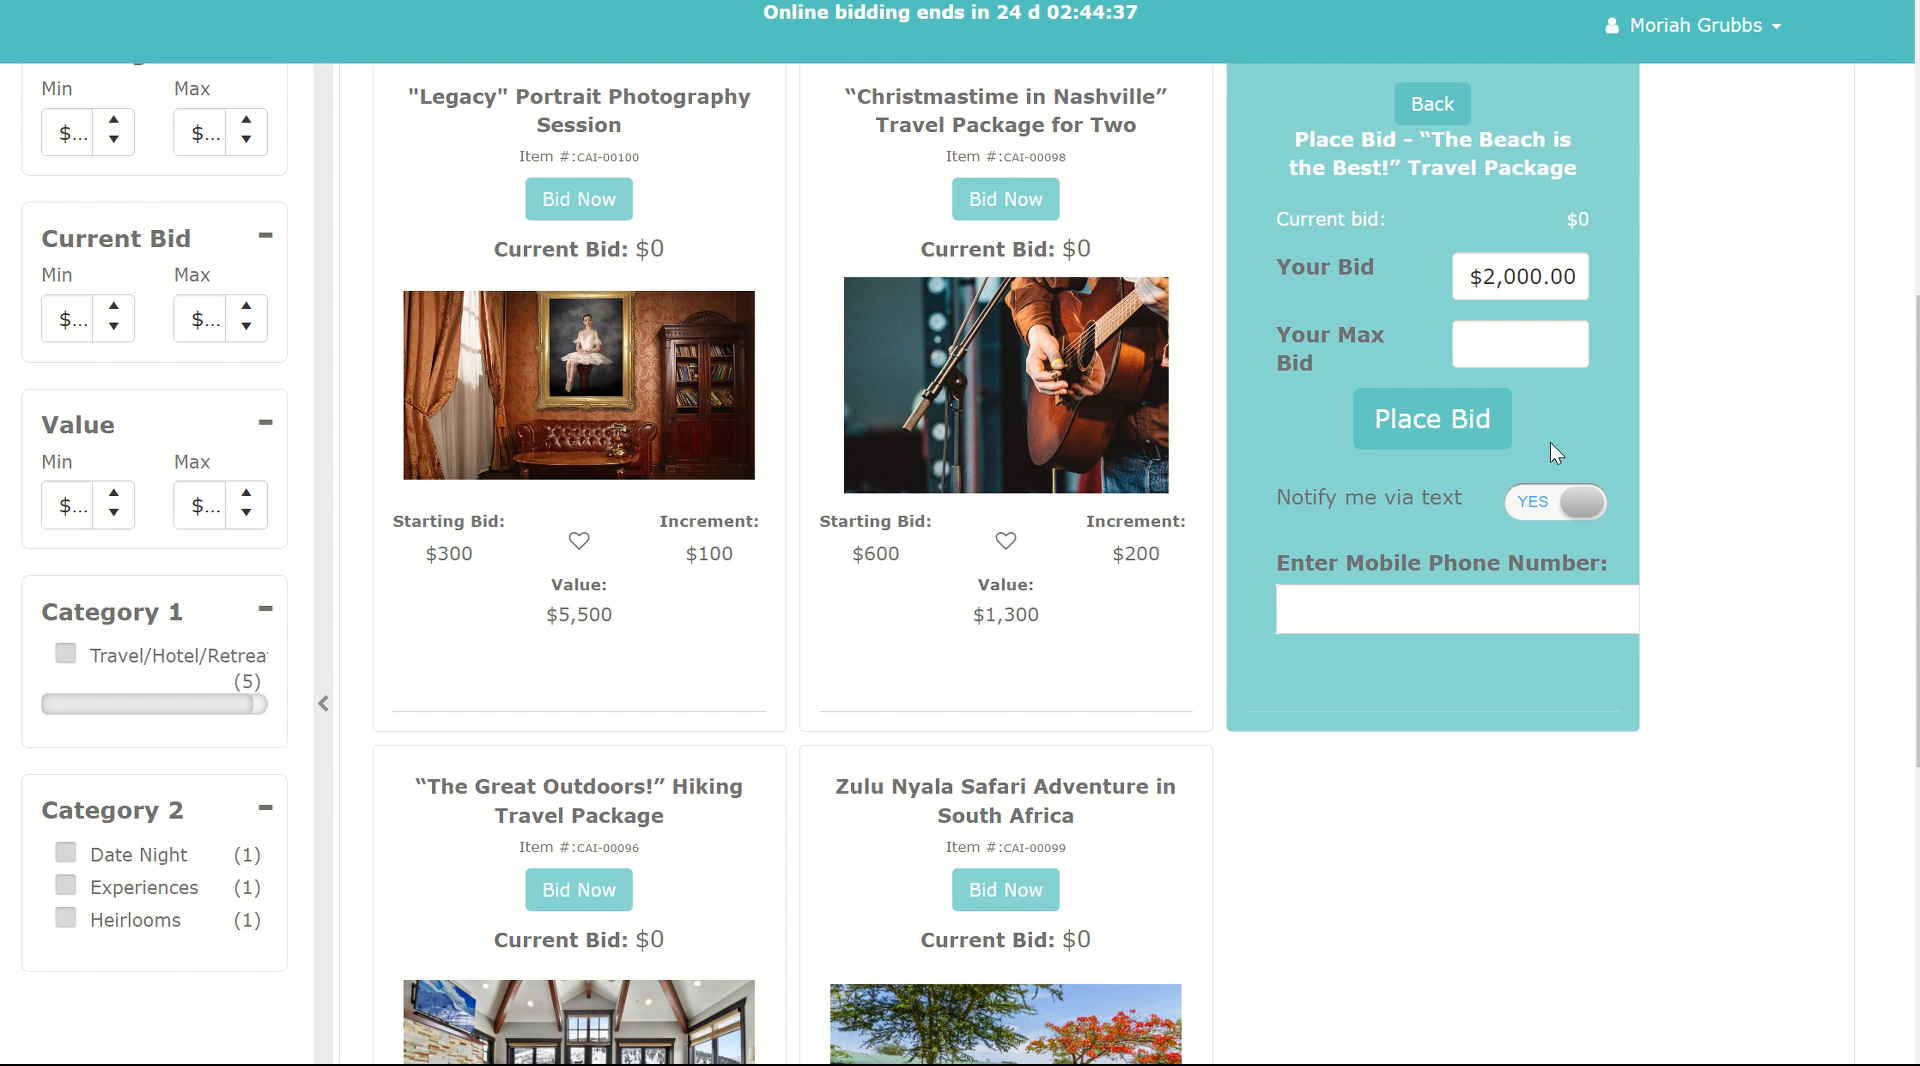 Online bidding ends in 24 d 02:44:37
Moriah Grubbs
Min Max
$... $...
Current Bid
Min Max
$... $...
Value
Min Max
$... $...
Category 1
Travel/Hotel/Retrea
(5)
Category 2
Date Night (1)
Experiences (1)
Heirlooms (1)
"Legacy" Portrait Photography
Session
Item #:CAI-00100
Bid Now
Current Bid: $0
Starting Bid: Increment:
$300 $100
Value:
$5,500
“Christmastime in Nashville”
Travel Package for Two
Item #:CAI-00098
Bid Now
Current Bid: $0
Starting Bid: Increment:
$600 $200
Value:
$1,300
Back
Place Bid - “The Beach is
the Best!” Travel Package
Current bid: $0
Your Bid $2,000.00
Your Max
Bid
Place Bid
Notify me via text YES
Enter Mobile Phone Number:
“The Great Outdoors!” Hiking
Travel Package
Item #:CAI-00096
Bid Now
Current Bid: $0
Zulu Nyala Safari Adventure in
South Africa
Item #:CAI-00099
Bid Now
Current Bid: $0